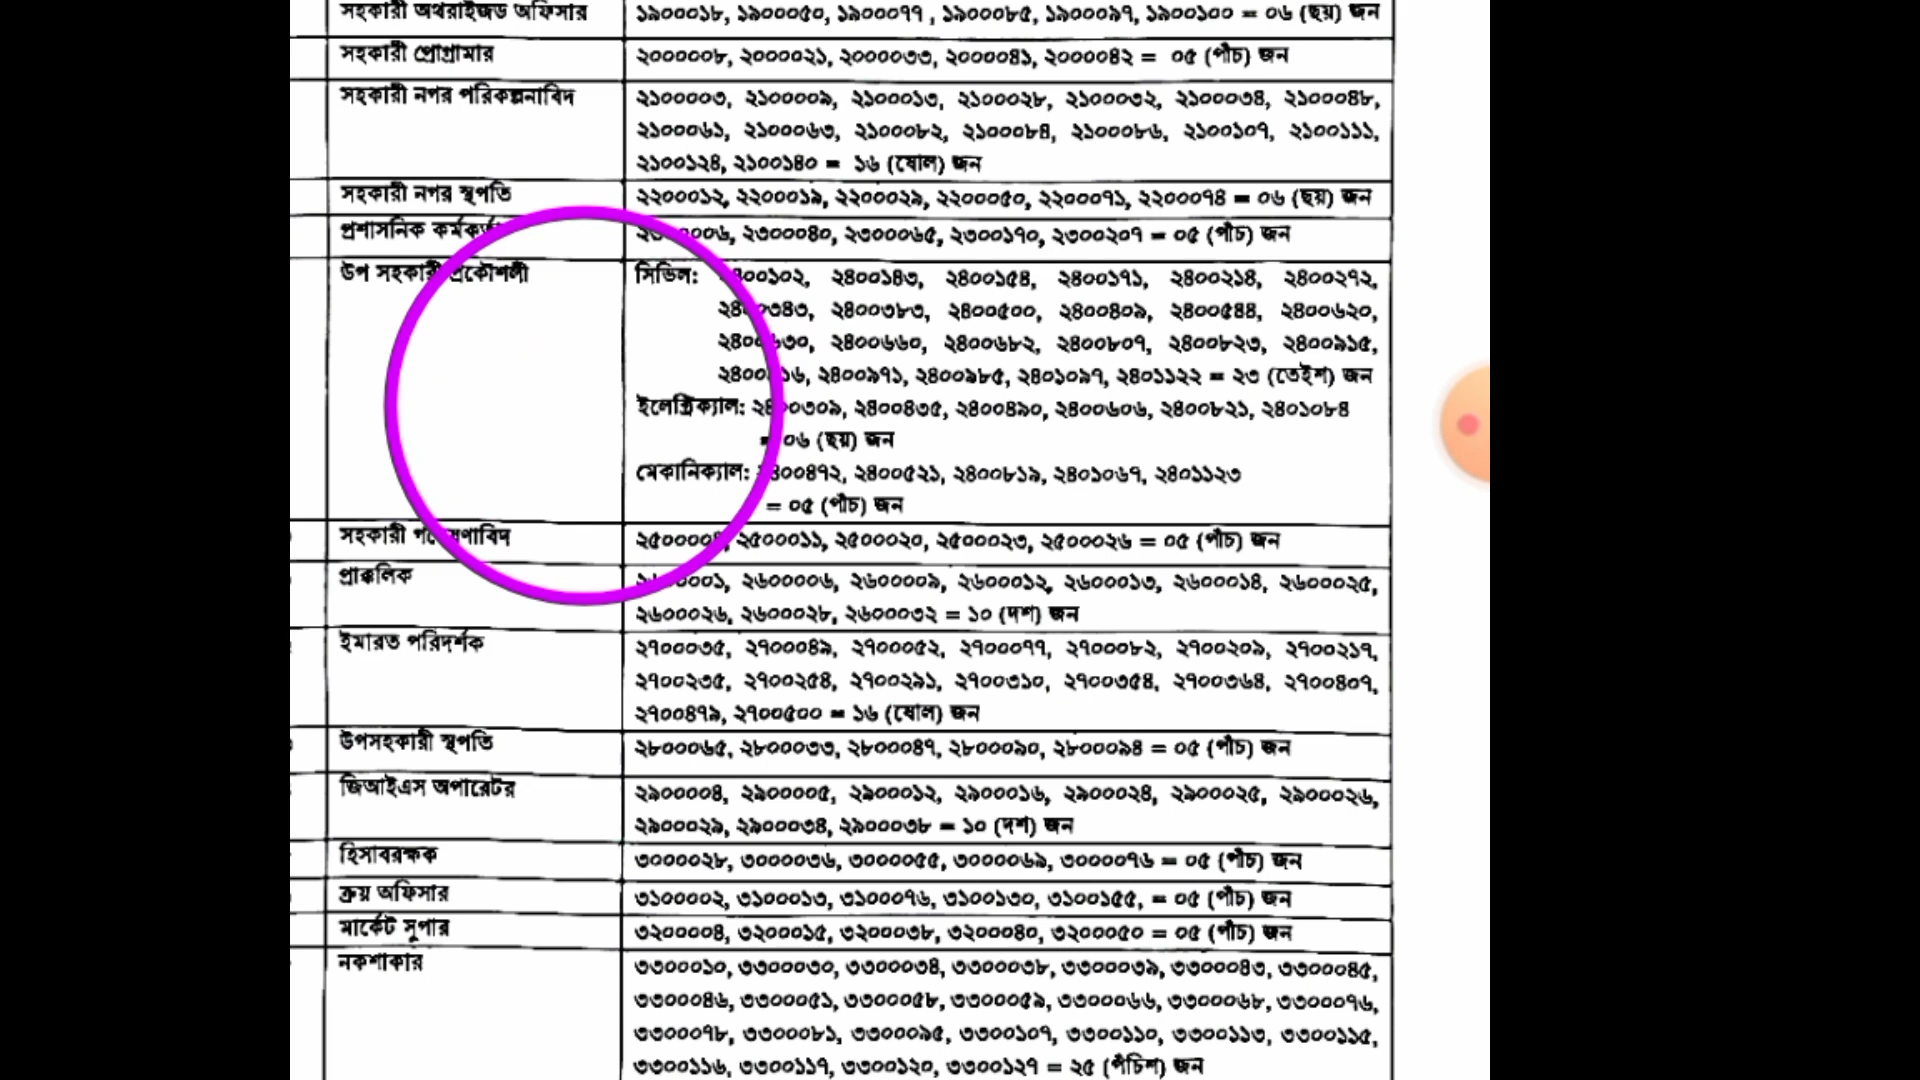 সহকারী অথরাইজড অফিসার
১৯০০০১৮, ১৯০০০৫০, ১৯০০০৭৭ , ১৯০০০৮৫, ১৯০০০৯৭, ১৯০০১০০ = ০৬ (ছয়) জন
সহকারী প্রোগ্রামার
২০০০০০৮, ২০০০০২১, ২০০০০৩৩, ২০০০০৪১, ২০০০০৪২ = ০৫ (পাঁচ) জন
সহকারী নগর পরিকল্পনাবিদ
২১০০০০৩, ২১০০০০৯, ২১০০০১৩, ২১০০০২৮, ২১০০০৩২, ২১০০০৩৪, ২১০০০৪৮,
২১০০০৬১, ২১০০০৬৩, ২১০০০৮২, ২১০০০৮৪, ২১০০০৮৬, ২১০০১০৭, ২১০০১১১,
২১০০১২৪, ২১০০১৪০ = ১৬ (ষোল) জন
সহকারী নগর স্থপতি
২২০০০১২, ২২০০০১৯, ২২০০০২৯, ২২০০০৫০, ২২০০০৭১, ২২০০০৭৪ = ০৬ (ছয়) জন
প্রশাসনিক
২৩০০০৪০, ২৩০০০৬৫, ২৩০০১৭০, ২৩০০২০৭ = ০৫ (পাঁচ) জন
উপ সহকারী প্রকৌশলী
সিভিল: ২৪০০১০২, ২৪০০১৪৩, ২৪০০১৫৪, ২৪০০১৭১, ২৪০০২১৪, ২৪০০২৭২,
২৪০০৩৪৩, ২৪০০৩৮৩, ২৪০০৫০০, ২৪০০৪০৯, ২৪০০৫৪৪, ২৪০০৬২০,
২৪০০৬৩০, ২৪০০৬৬০, ২৪০০৬৮২, ২৪০০৮০৭, ২৪০০৮২৩, ২৪০০৯১৫,
২৪০০৯৭১, ২৪০০৯৮৫, ২৪০১০৯৭, ২৪০১১২২ = ২৩ (তেইশ) জন
ইলেক্ট্রিক্যাল: ২৪০০৩০৯, ২৪০০৪৩৫, ২৪০০৪৯০, ২৪০০৬০৬, ২৪০০৮২১, ২৪০১০৮৪
= ০৬ (ছয়) জন
মেকানিক্যাল: ২৪০০৪৭২, ২৪০০৫২১, ২৪০০৮১৯, ২৪০১০৬৭, ২৪০১১২৩
= ০৫ (পাঁচ) জন
সহকারী
২৫০০০১১, ২৫০০০২০, ২৫০০০২৩, ২৫০০০২৬ = ০৫ (পাঁচ) জন
প্রাক্কলিক
২৬০০০০৬, ২৬০০০০৯, ২৬০০০১২, ২৬০০০১৩, ২৬০০০১৪, ২৬০০০২৫,
২৬০০০২৬, ২৬০০০২৮, ২৬০০০৩২ = ১০ (দশ) জন
ইমারত পরিদর্শক
২৭০০০৩৫, ২৭০০০৪৯, ২৭০০০৫২, ২৭০০০৭৭, ২৭০০০৮২, ২৭০০২০৯, ২৭০০২১৭,
২৭০০২৩৫, ২৭০০২৫৪, ২৭০০২৯১, ২৭০০৩১০, ২৭০০৩৫৪, ২৭০০৩৬৪, ২৭০০৪০৭,
২৭০০৪৭৯, ২৭০০৫০০ = ১৬ (ষোল) জন
উপসহকারী স্থপতি
২৮০০০৬৫, ২৮০০০৩৩, ২৮০০০৪৭, ২৮০০০৯০, ২৮০০০৯৪ = ০৫ (পাঁচ) জন
জিআইএস অপারেটর
২৯০০০০৪, ২৯০০০০৫, ২৯০০০১২, ২৯০০০১৬, ২৯০০০২৪, ২৯০০০২৫, ২৯০০০২৬,
২৯০০০২৯, ২৯০০০৩৪, ২৯০০০৩৮ = ১০ (দশ) জন
হিসাবরক্ষক
৩০০০০২৮, ৩০০০০৩৬, ৩০০০০৫৫, ৩০০০০৬৯, ৩০০০০৭৬ = ০৫ (পাঁচ) জন
ক্রয় অফিসার
৩১০০০০২, ৩১০০০১৩, ৩১০০০৭৬, ৩১০০১৩০, ৩১০০১৫৫, = ০৫ (পাঁচ) জন
মার্কেট সুপার
৩২০০০০৪, ৩২০০০১৫, ৩২০০০৩৮, ৩২০০০৪০, ৩২০০০৫০ = ০৫ (পাঁচ) জন
নকশাকার
৩৩০০০১০, ৩৩০০০৩০, ৩৩০০০৩৪, ৩৩০০০৩৮, ৩৩০০০৩৯, ৩৩০০০৪৩, ৩৩০০০৪৫,
৩৩০০০৪৬, ৩৩০০০৫১, ৩৩০০০৫৮, ৩৩০০০৫৯, ৩৩০০০৬৬, ৩৩০০০৬৮, ৩৩০০০৭৬,
৩৩০০০৭৮, ৩৩০০০৮১, ৩৩০০০৯৫, ৩৩০০১০৭, ৩৩০০১১০, ৩৩০০১১৩, ৩৩০০১১৫,
৩৩০০১১৬, ৩৩০০১১৭, ৩৩০০১২০, ৩৩০০১২৭ = ২৫ (পঁচিশ) জন